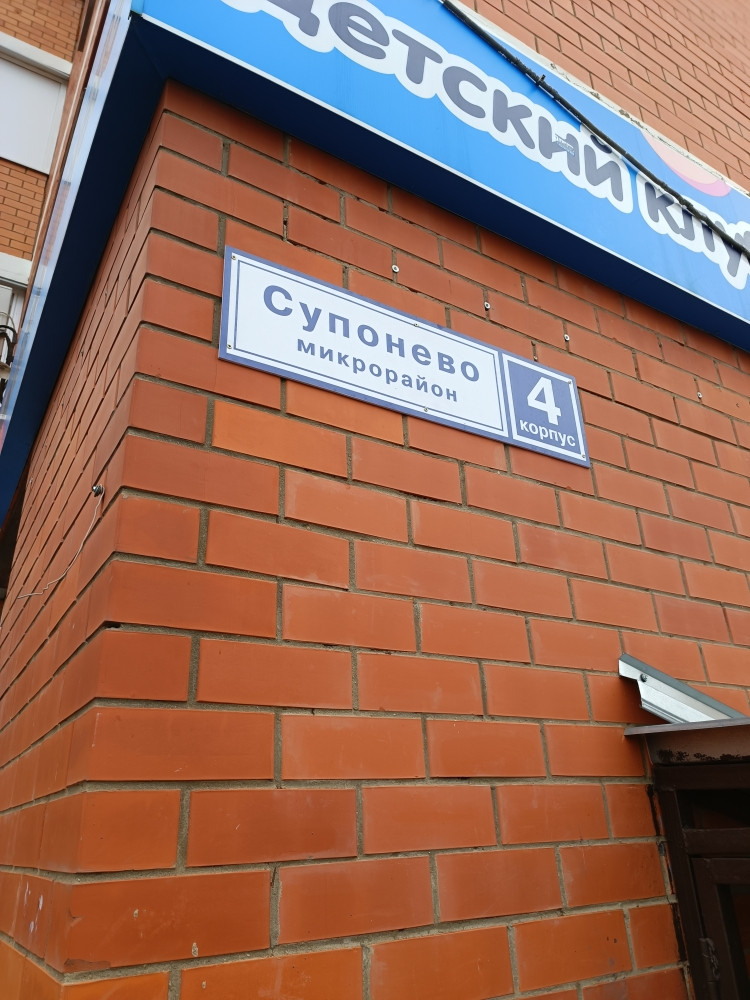 Детский клу
Супонево
микрорайон
4
корпус